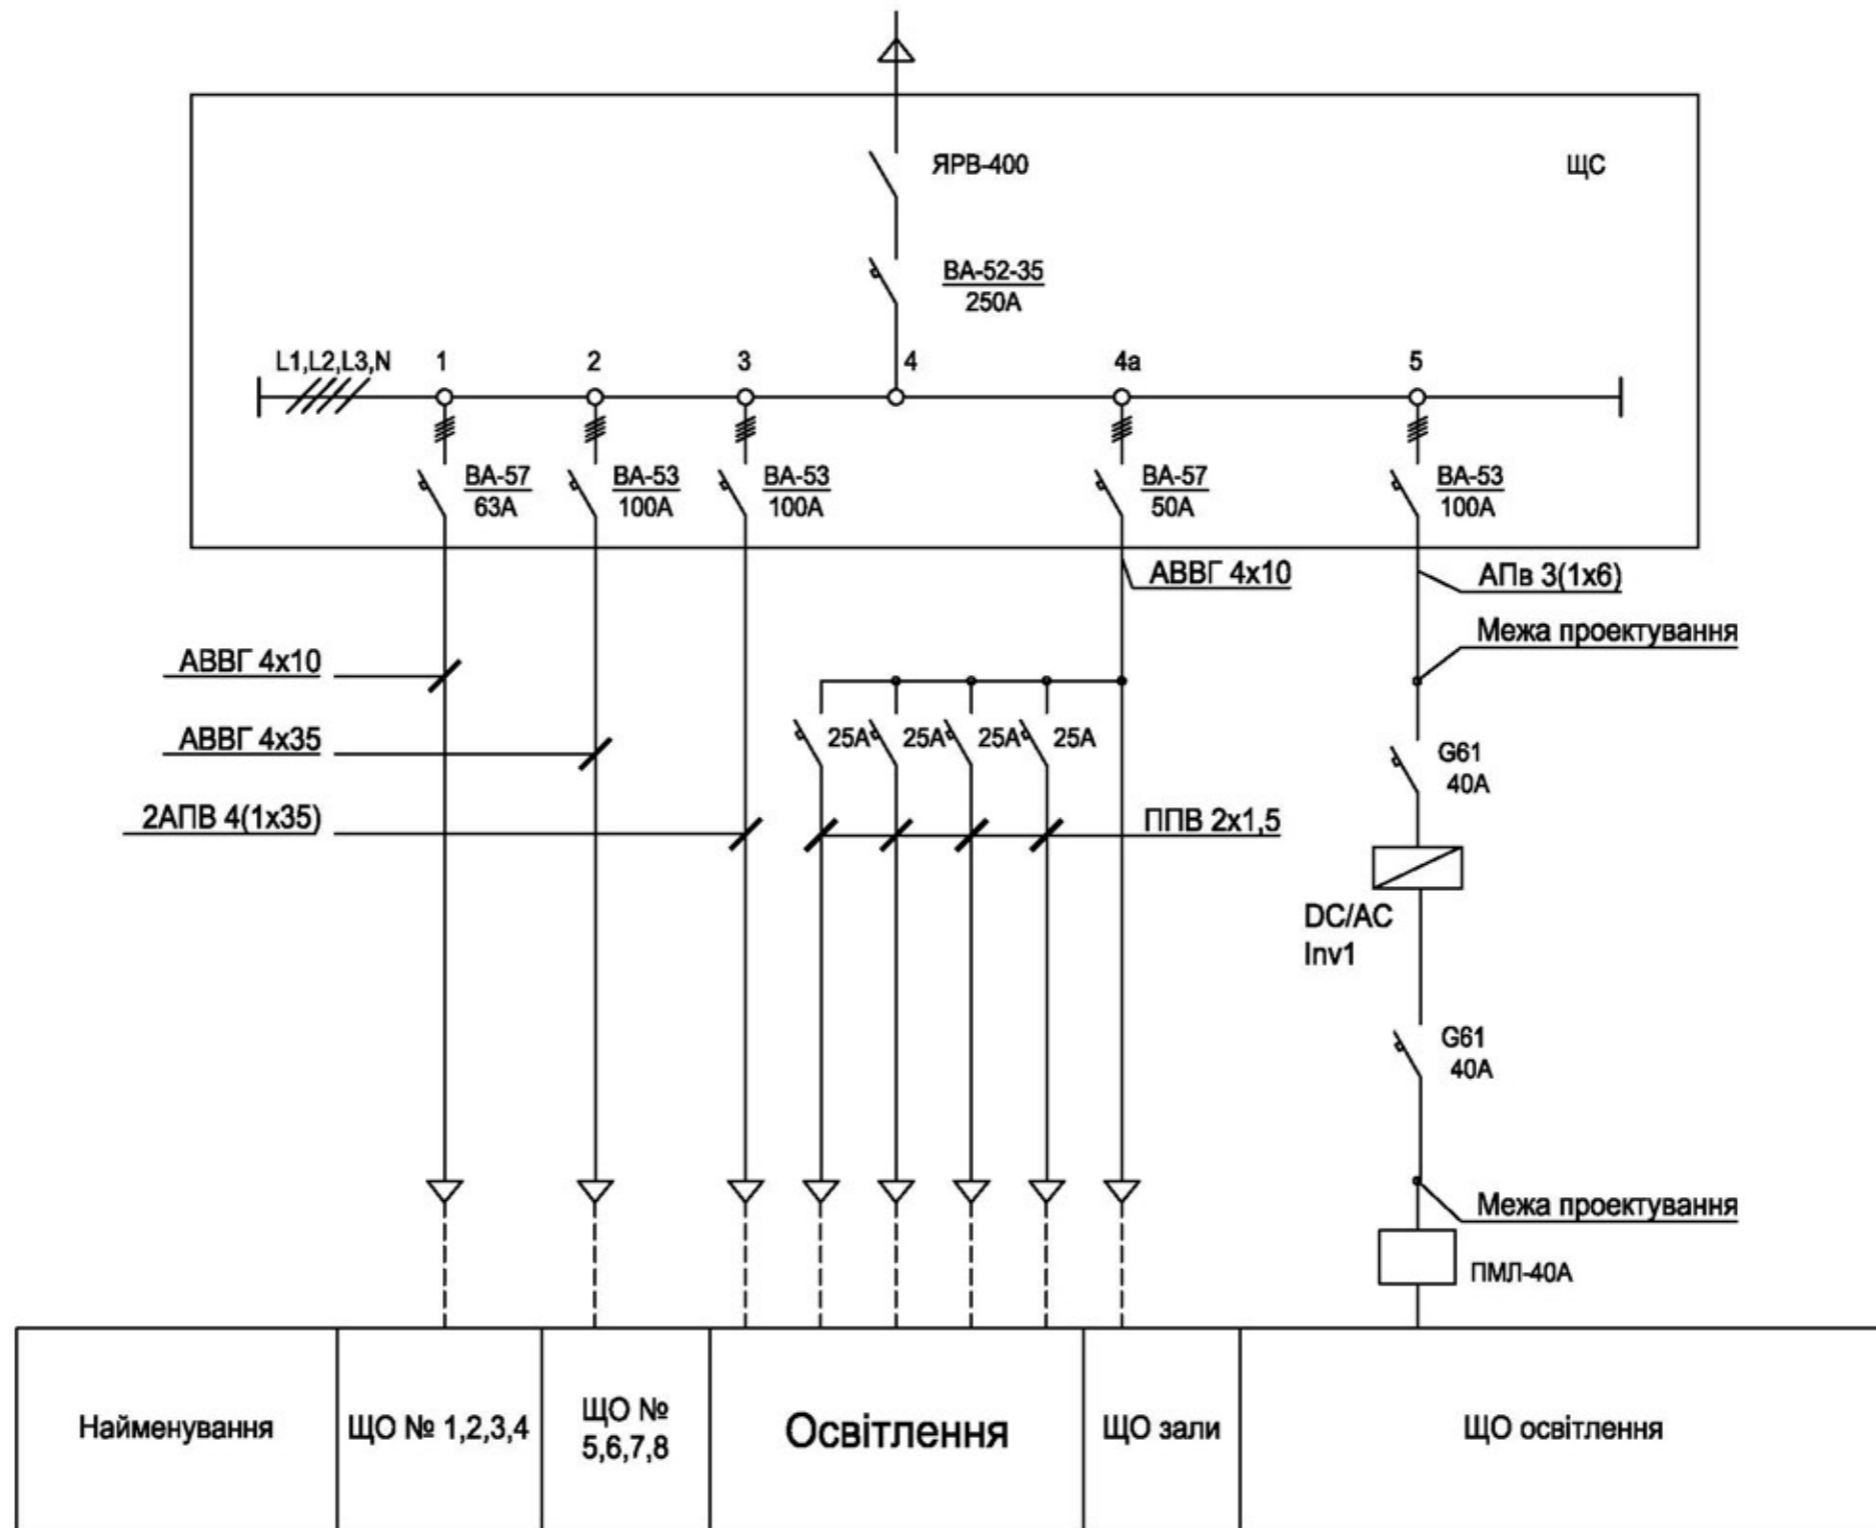 ЯРВ-400
ЩС
ВА-52-35
250А
L1,L2,L3,N
1
2
3
4
4а
5
ВА-57
63А
ВА-53
100А
ВА-53
100А
ВА-57
50А
ВА-53
100А
АВВГ 4х10
АПв 3(1х6)
Межа проектування
АВВГ 4х10
АВВГ 4х35
2АПВ 4(1х35)
25А
25А
25А
25А
ППВ 2х1,5
G61
40А
DC/AC
Inv1
G61
40А
Межа проектування
ПМЛ-40А
Найменування
ЩО № 1,2,3,4
ЩО №
5,6,7,8
Освітлення
ЩО зали
ЩО освітлення